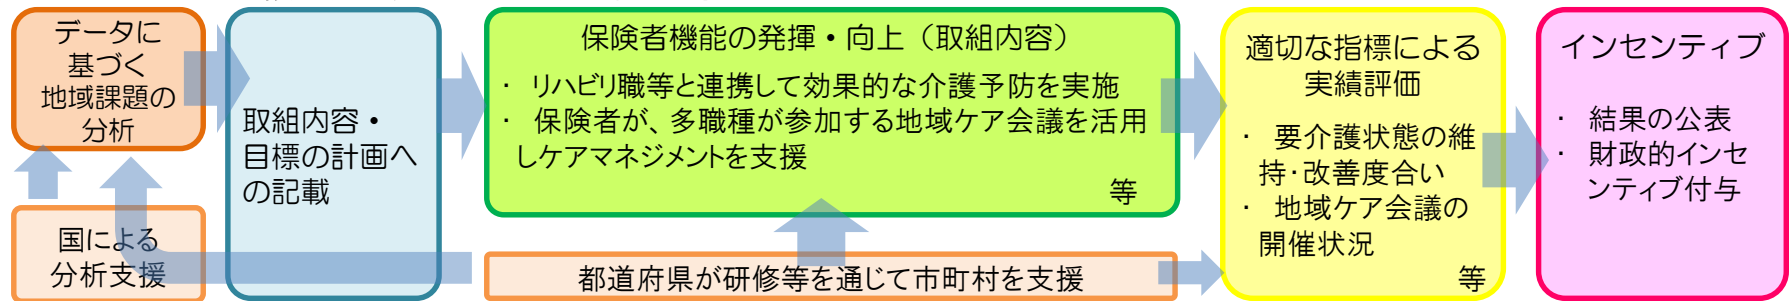 データに
基づく
地域課題の
分析
国による
分析支援
取組内容・
目標の計画へ
の記載
保険者機能の発揮・向上（取組内容）
・ リハビリ職等と連携して効果的な介護予防を実施
・ 保険者が、多職種が参加する地域ケア会議を活用
しケアマネジメントを支援
等
都道府県が研修等を通じて市町村を支援
適切な指標による
実績評価
・ 要介護状態の維
持・改善度合い
・ 地域ケア会議の
開催状況
等
インセンティブ
・ 結果の公表
・ 財政的インセ
ンティブ付与